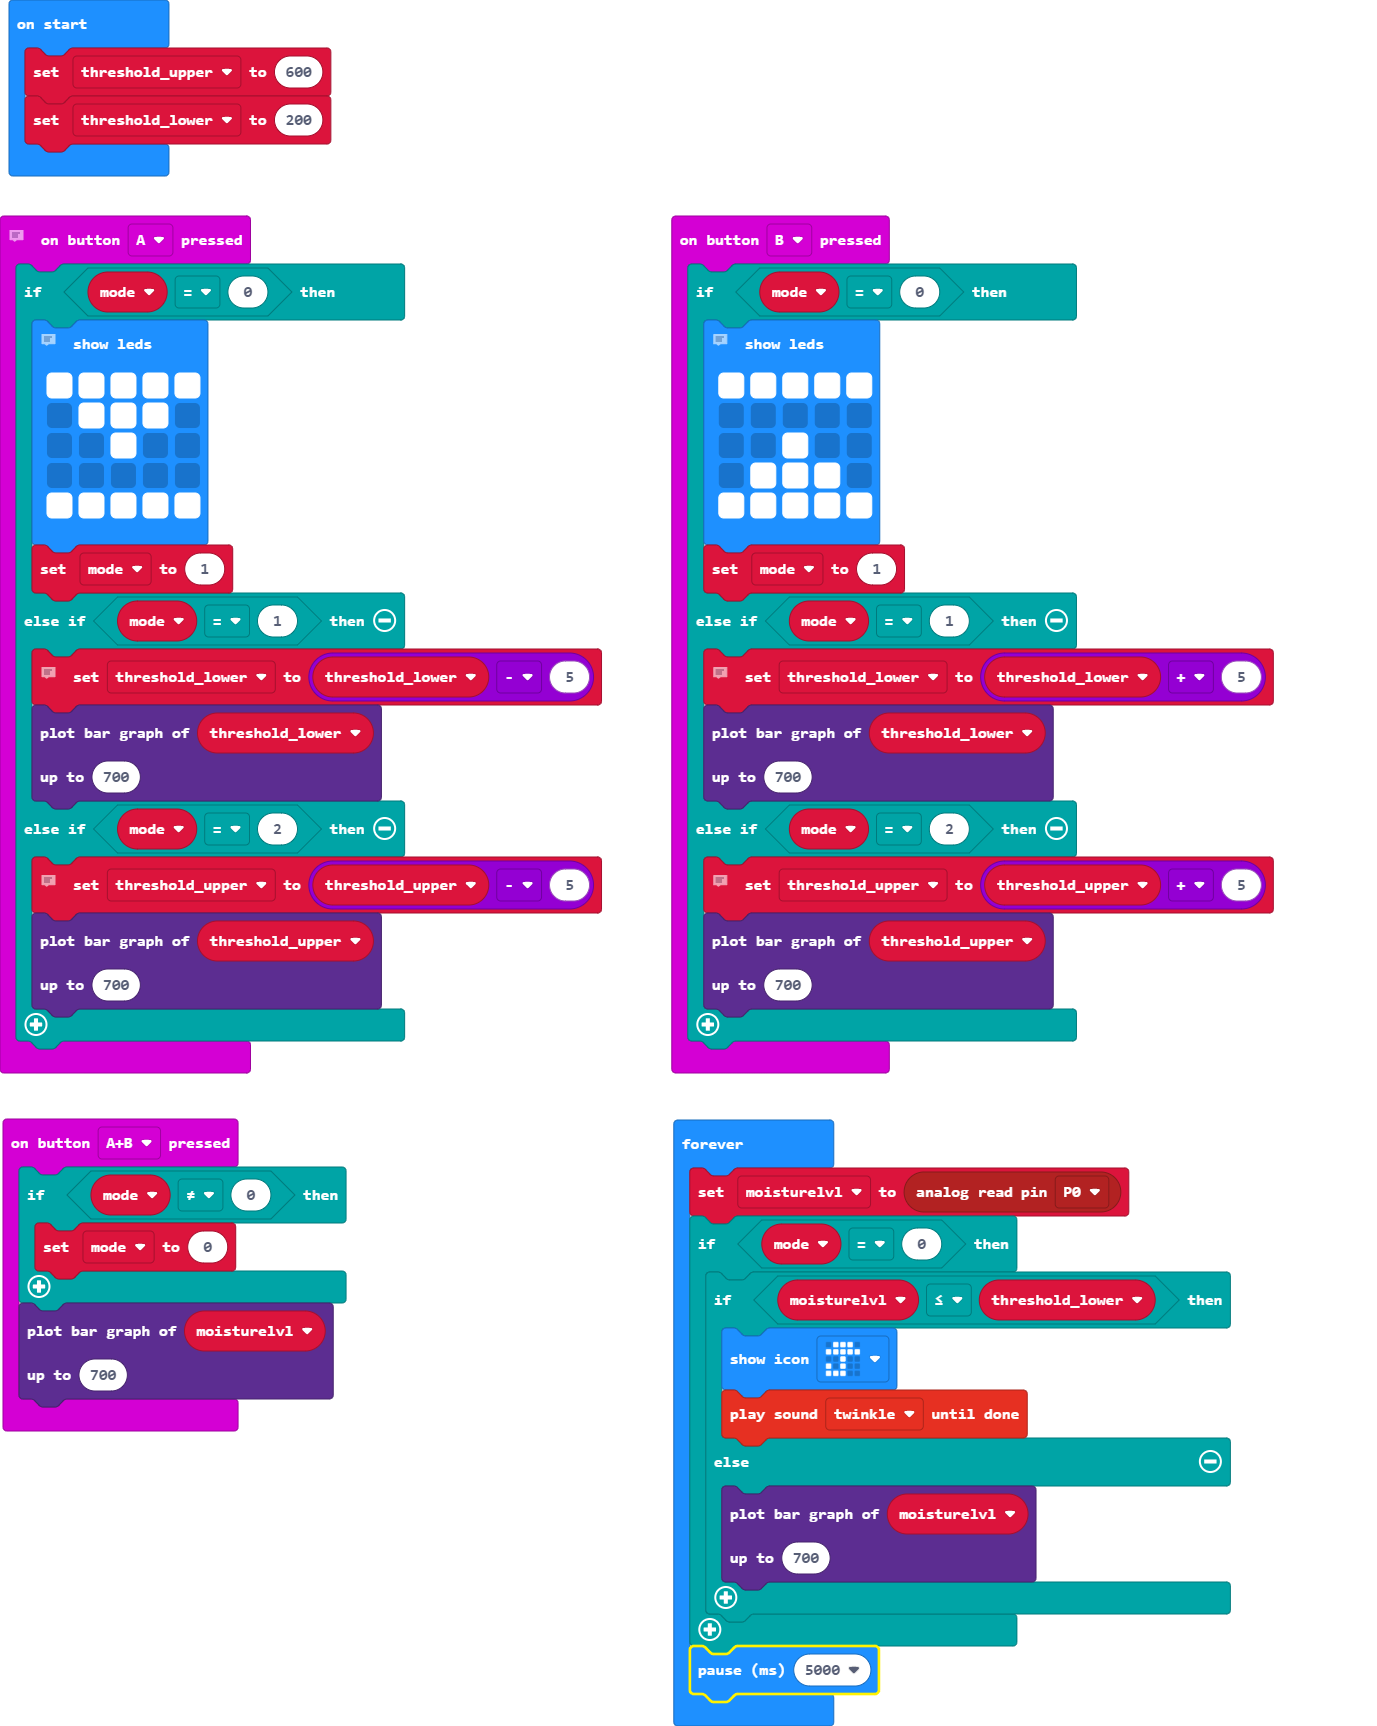 on start
set threshold_upper to 600
set threshold_lower to 200
on button A pressed
if mode = 0 then
show leds
set mode to 1
else if mode = 1 then
set threshold_lower to threshold_lower - 5
plot bar graph of threshold_lower
up to 700
else if mode = 2 then
set threshold_upper to threshold_upper - 5
plot bar graph of threshold_upper
up to 700
on button B pressed
if mode = 0 then
show leds
set mode to 1
else if mode = 1 then
set threshold_lower to threshold_lower + 5
plot bar graph of threshold_lower
up to 700
else if mode = 2 then
set threshold_upper to threshold_upper + 5
plot bar graph of threshold_upper
up to 700
on button A+B pressed
if mode ≠ 0 then
set mode to 0
plot bar graph of moisturelvl
up to 700
forever
set moisturelvl to analog read pin P0
if mode = 0 then
if moisturelvl ≤ threshold_lower then
show icon
play sound twinkle until done
else
plot bar graph of moisturelvl
up to 700
pause (ms) 5000